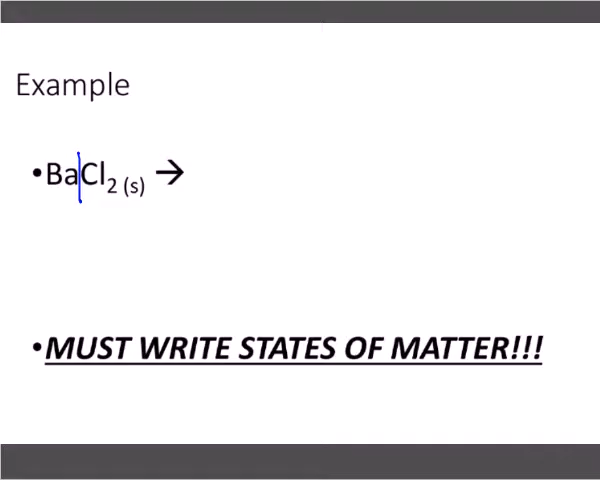 Example
•BaCl₂ (s) →
•MUST WRITE STATES OF MATTER!!!